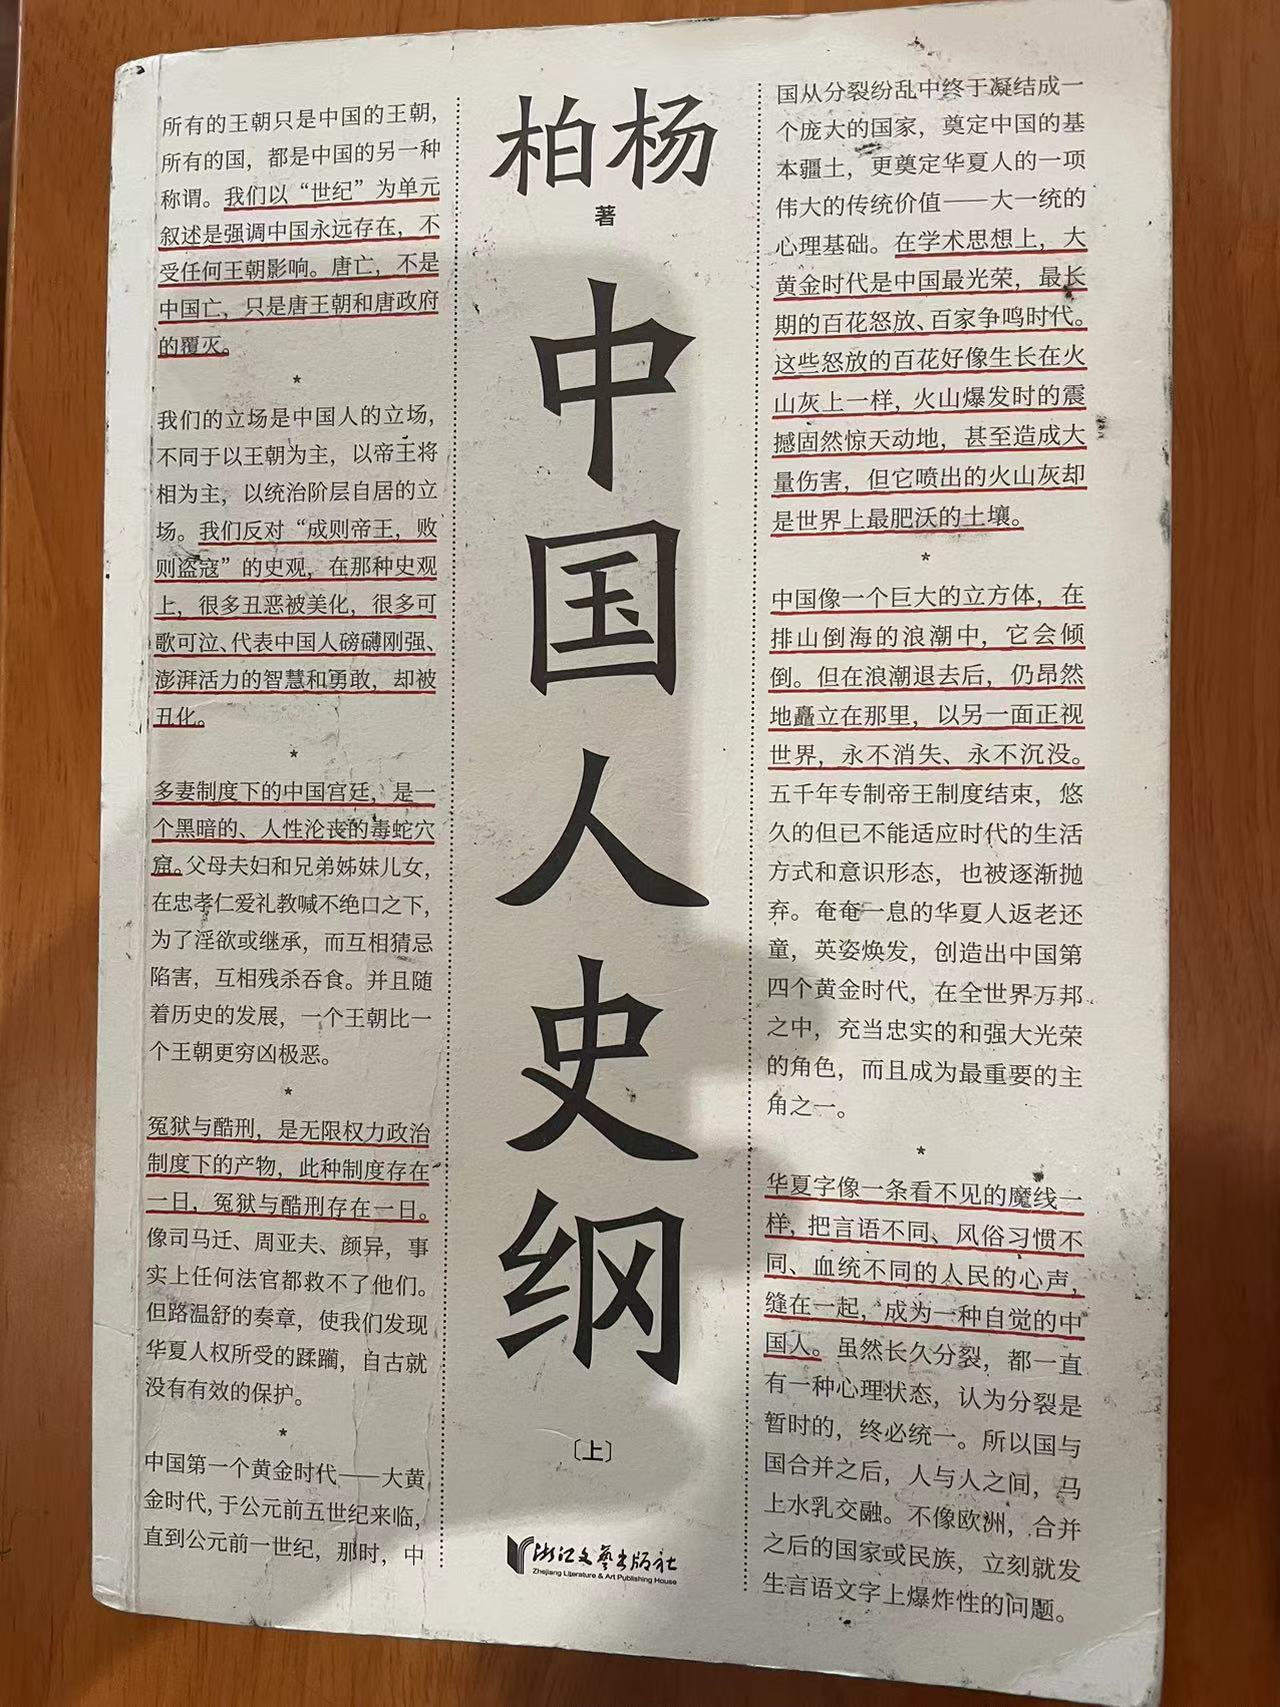 所有的王朝只是中国的王朝，
所有的国，都是中国的另一种
称谓。我们以“世纪”为单元
叙述是强调中国永远存在，不
受任何王朝影响。唐亡，不是
中国亡，只是唐王朝和唐政府
的覆灭。
*
我们的立场是中国人的立场，
不同于以王朝为主，以帝王将
相为主，以统治阶层自居的立
场。我们反对“成则帝王，败
则盗寇”的史观，在那种史观
上，很多丑恶被美化，很多可
歌可泣、代表中国人磅礴刚强、
澎湃活力的智慧和勇敢，却被
丑化。
*
多妻制度下的中国宫廷，是一
个黑暗的、人性沦丧的毒蛇穴
窟。父母夫妇和兄弟姊妹儿女，
在忠孝仁爱礼教喊不绝口之下，
为了淫欲或继承，而互相猜忌
陷害，互相残杀吞食。并且随
着历史的发展，一个王朝比一
个王朝更穷凶极恶。
*
冤狱与酷刑，是无限权力政治
制度下的产物，此种制度存在
一日，冤狱与酷刑存在一日。
像司马迁、周亚夫、颜异，事
实上任何法官都救不了他们。
但路温舒的奏章，使我们发现
华夏人权所受的蹂躏，自古就
没有有效的保护。
*
中国第一个黄金时代——大黄
金时代，于公元前五世纪来临，
直到公元前一世纪，那时，中
柏杨
著
中国人史纲
〔上〕
浙江文艺出版社
Zhejiang Literature & Art Publishing House
国从分裂纷乱中终于凝结成一
个庞大的国家，奠定中国的基
本疆土，更奠定华夏人的一项
伟大的传统价值——大一统的
心理基础。在学术思想上，大
黄金时代是中国最光荣，最长
期的百花怒放、百家争鸣时代。
这些怒放的百花好像生长在火
山灰上一样，火山爆发时的震
撼固然惊天动地，甚至造成大
量伤害，但它喷出的火山灰却
是世界上最肥沃的土壤。
*
中国像一个巨大的立方体，在
排山倒海的浪潮中，它会倾
倒。但在浪潮退去后，仍昂然
地矗立在那里，以另一面正视
世界，永不消失、永不沉没。
五千年专制帝王制度结束，悠
久的但已不能适应时代的生活
方式和意识形态，也被逐渐抛
弃。奄奄一息的华夏人返老还
童，英姿焕发，创造出中国第
四个黄金时代，在全世界万邦
之中，充当忠实的和强大光荣
的角色，而且成为最重要的主
角之一。
*
华夏字像一条看不见的魔线一
样，把言语不同、风俗习惯不
同、血统不同的人民的心声，
缝在一起，成为一种自觉的中
国人。虽然长久分裂，都一直
有一种心理状态，认为分裂是
暂时的，终必统一。所以国与
国合并之后，人与人之间，马
上水乳交融。不像欧洲，合并
之后的国家或民族，立刻就发
生言语文字上爆炸性的问题。